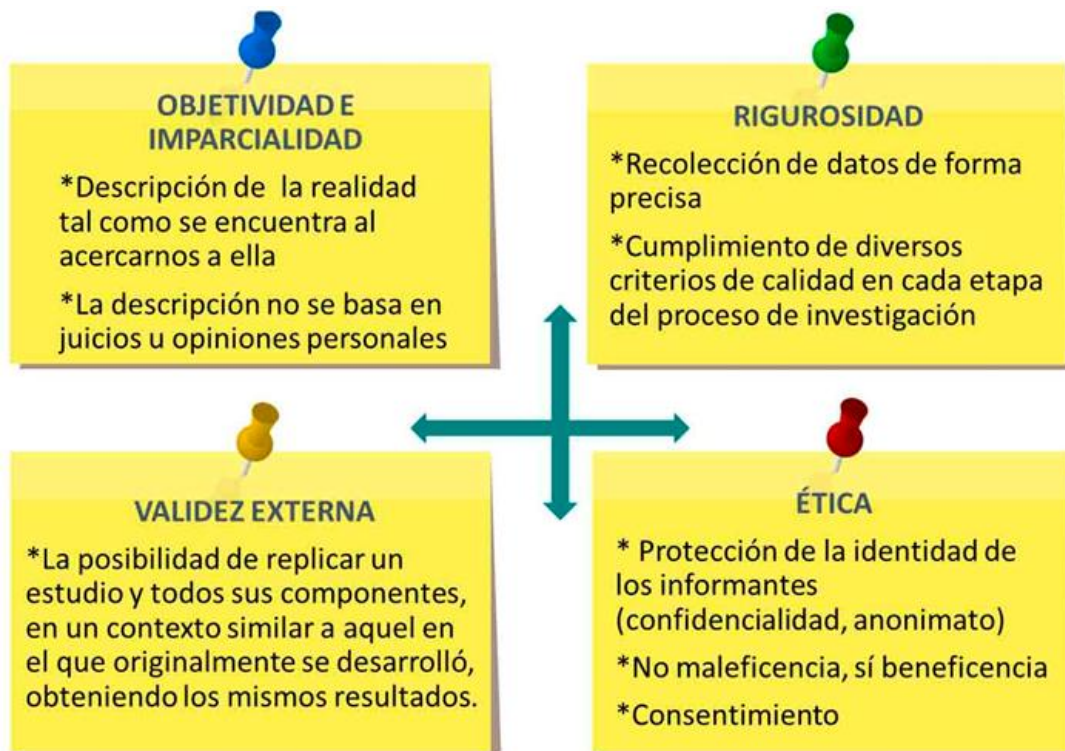 OBJETIVIDAD E
IMPARCIALIDAD
*Descripción de la realidad
tal como se encuentra al
acercarnos a ella
*La descripción no se basa en
juicios u opiniones personales
RIGUROSIDAD
*Recolección de datos de forma
precisa
*Cumplimiento de diversos
criterios de calidad en cada etapa
del proceso de investigación
VALIDEZ EXTERNA
*La posibilidad de replicar un
estudio y todos sus componentes,
en un contexto similar a aquel en
el que originalmente se desarrolló,
obteniendo los mismos resultados.
ÉTICA
* Protección de la identidad de
los informantes
(confidencialidad, anonimato)
*No maleficencia, sí beneficencia
*Consentimiento